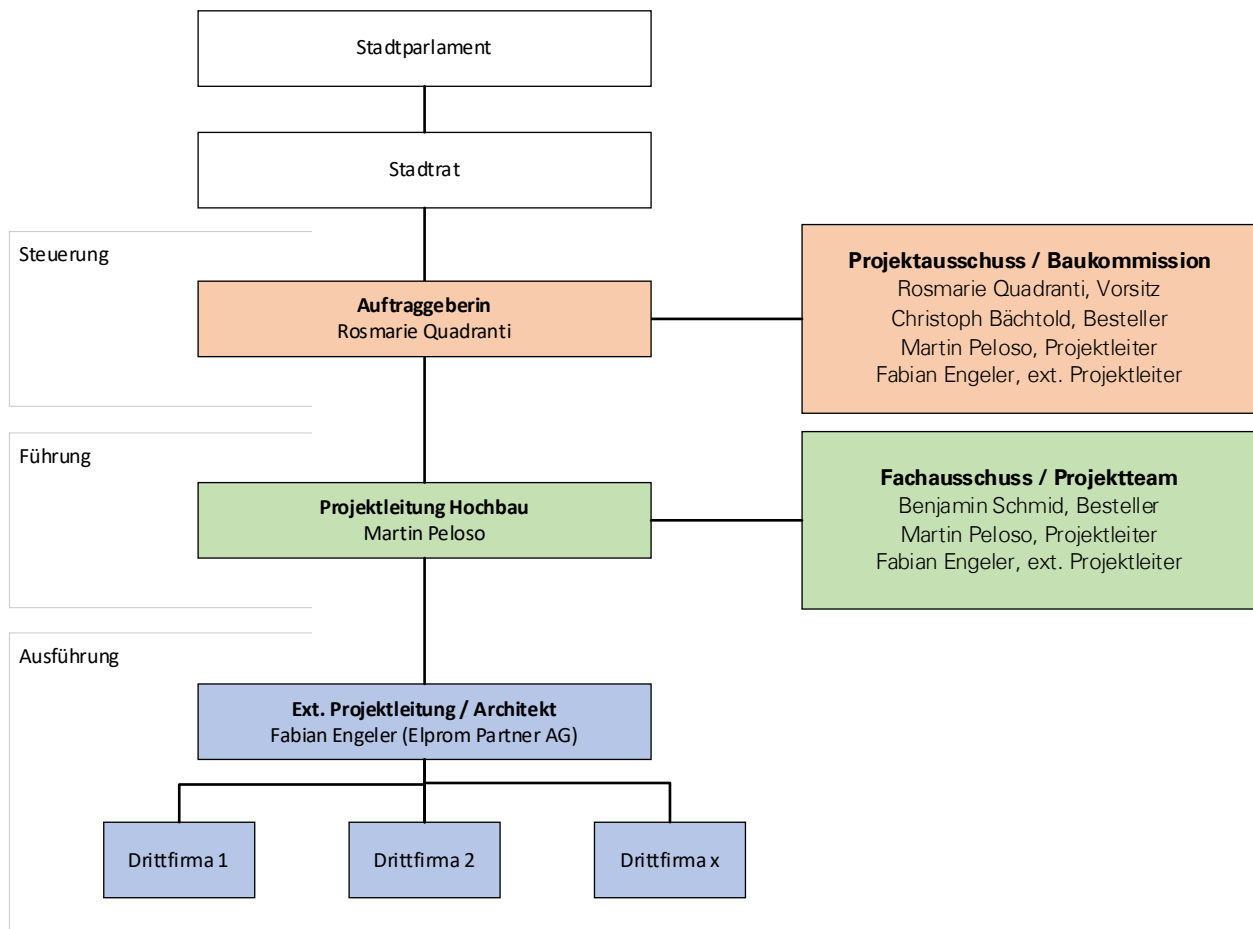 Stadtparlament
Stadtrat
Steuerung
Auftraggeberin
Rosmarie Quadranti
Projektausschuss / Baukommission
Rosmarie Quadranti, Vorsitz
Christoph Bächtold, Besteller
Martin Peloso, Projektleiter
Fabian Engeler, ext. Projektleiter
Führung
Projektleitung Hochbau
Martin Peloso
Fachausschuss / Projektteam
Benjamin Schmid, Besteller
Martin Peloso, Projektleiter
Fabian Engeler, ext. Projektleiter
Ausführung
Ext. Projektleitung / Architekt
Fabian Engeler (Elprom Partner AG)
Drittfirma 1
Drittfirma 2
Drittfirma x